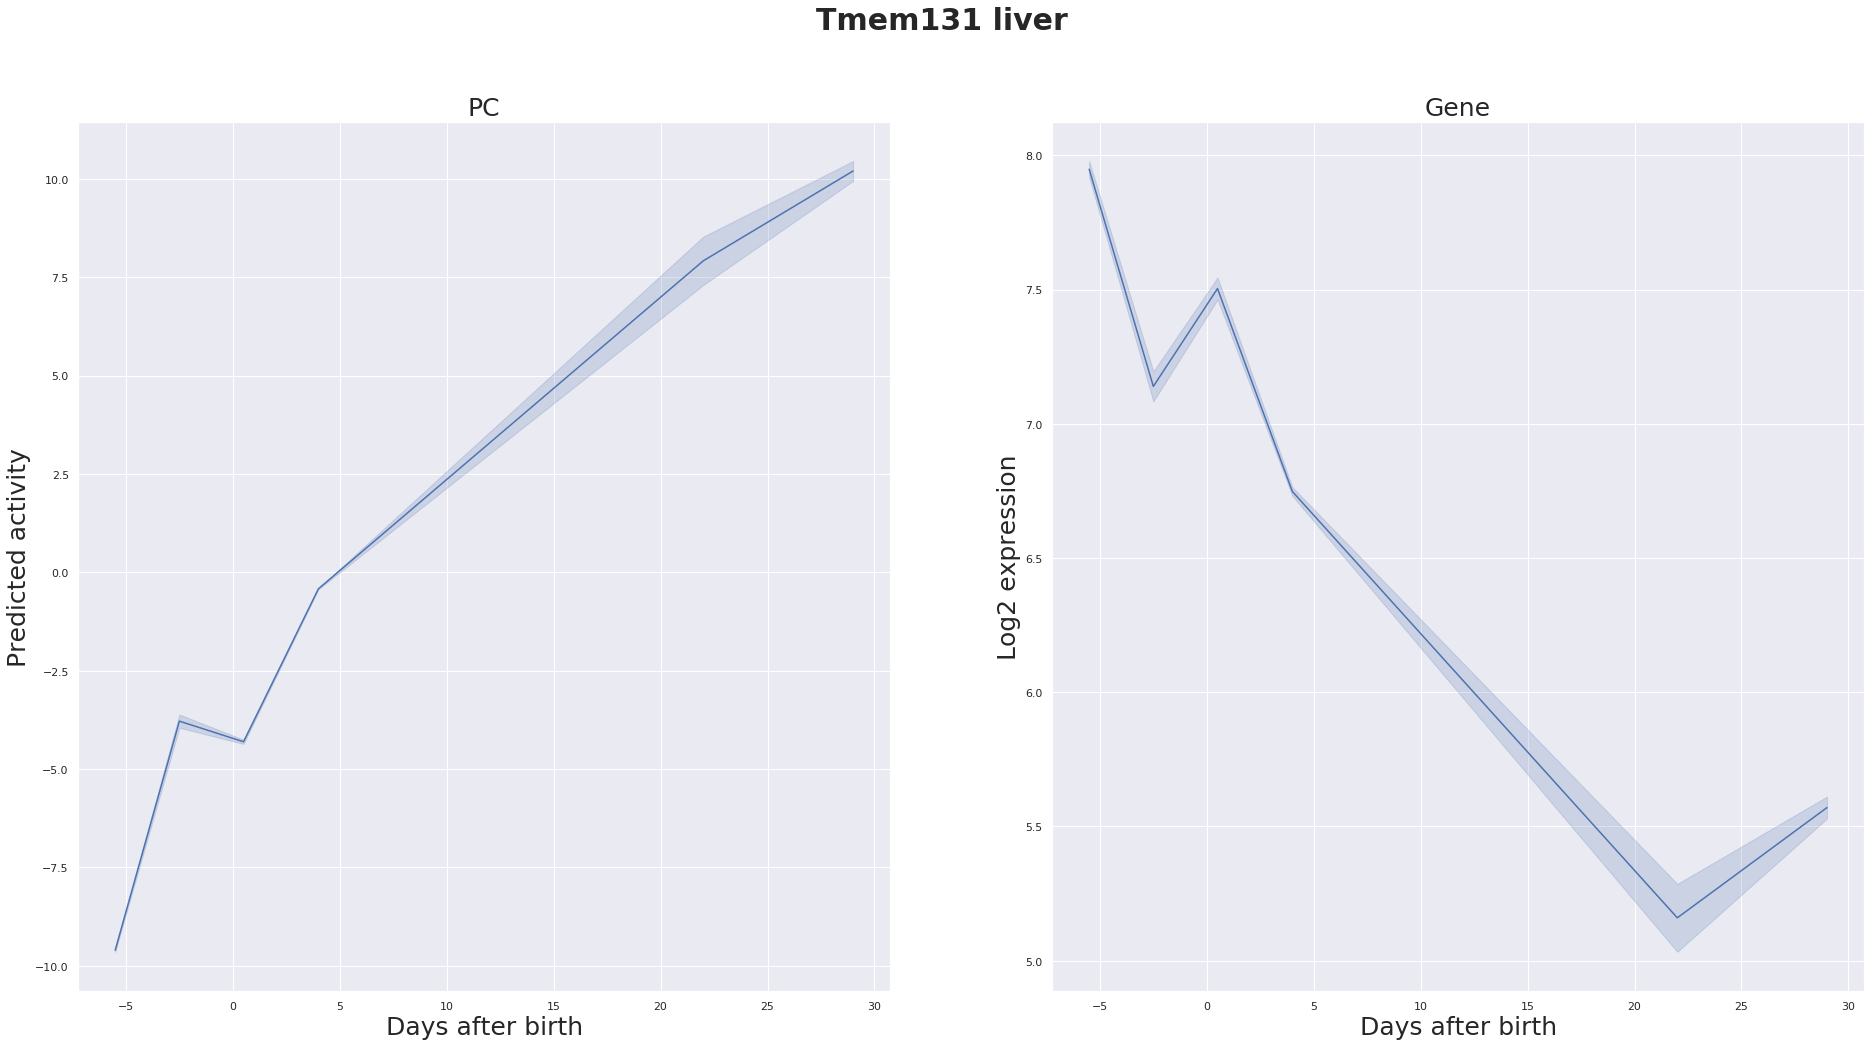 Tmem131 liver
PC
Predicted activity
10.0
7.5
5.0
2.5
0.0
−2.5
−5.0
−7.5
−10.0
−5 0 5 10 15 20 25 30
Days after birth
Gene
Log2 expression
8.0
7.5
7.0
6.5
6.0
5.5
5.0
−5 0 5 10 15 20 25 30
Days after birth